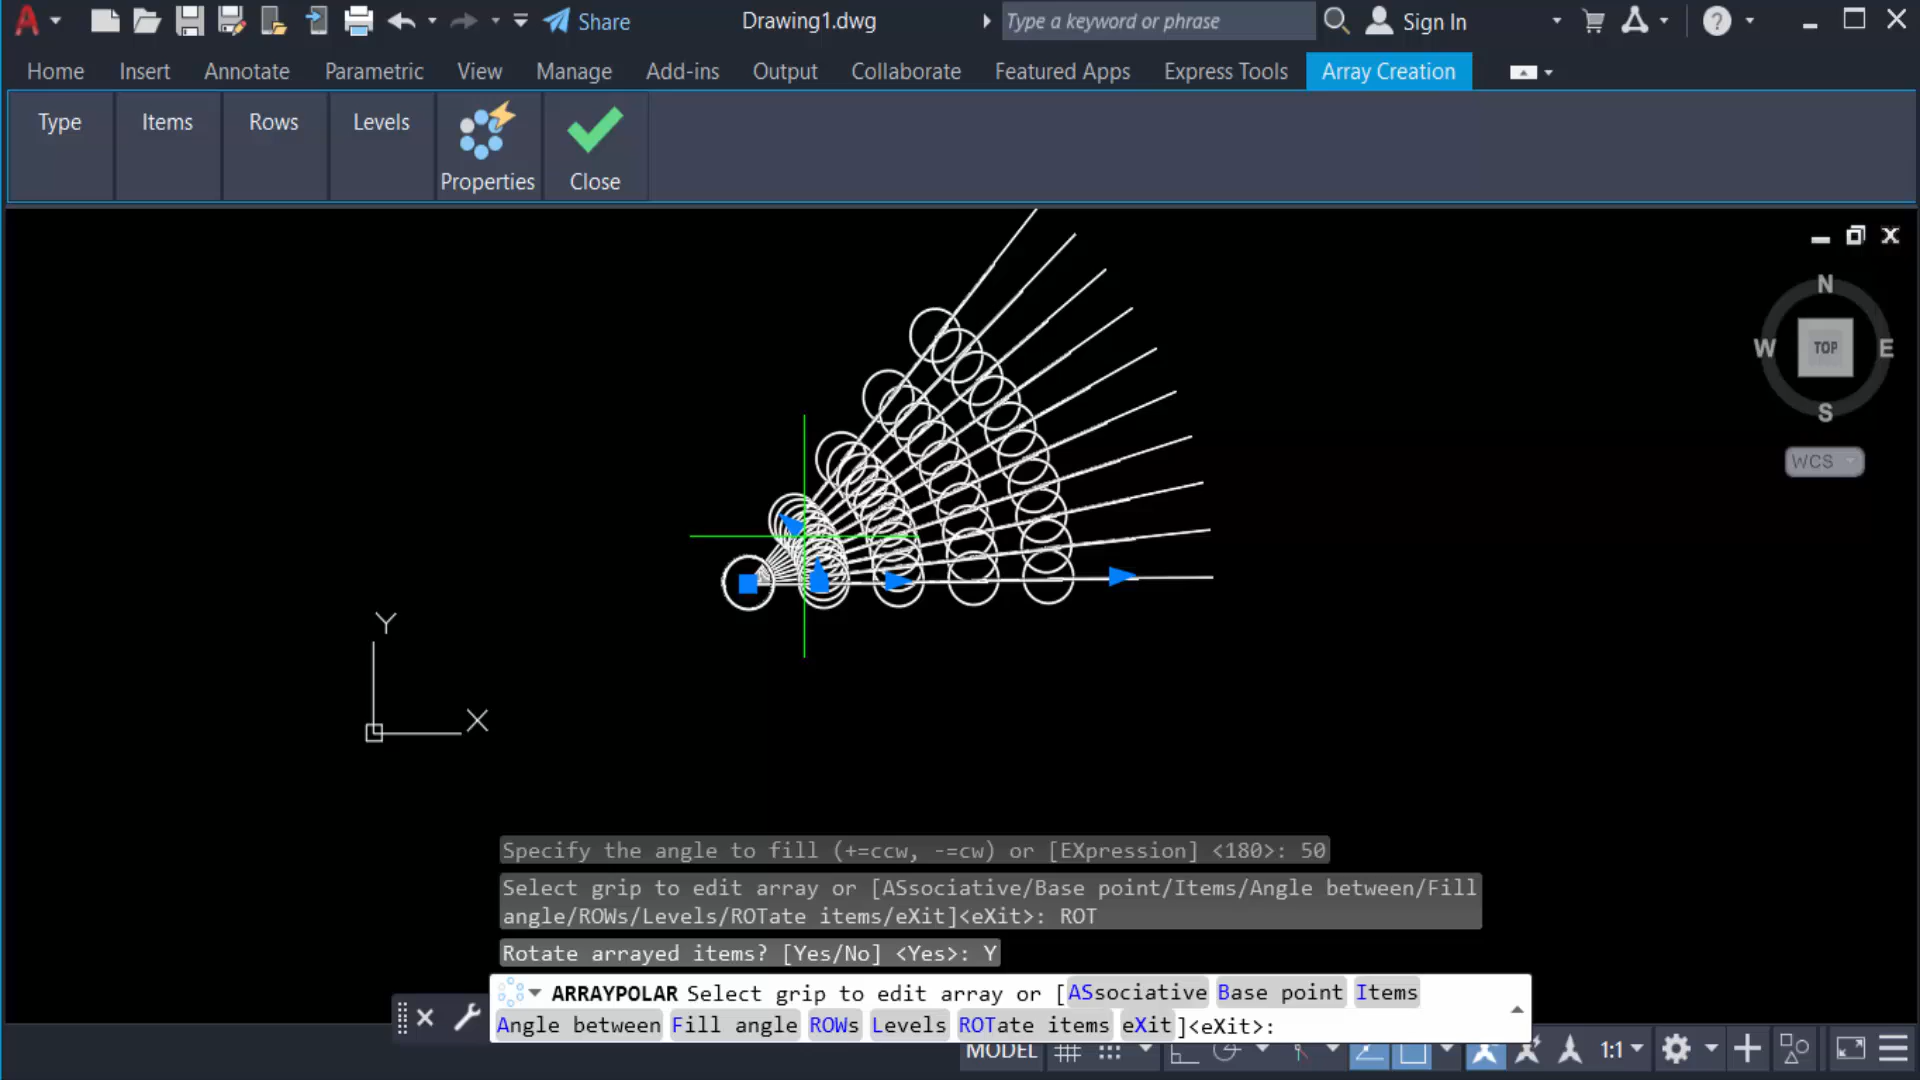 Share
Drawing1.dwg
Type a keyword or phrase
Sign In
Home Insert Annotate Parametric View Manage Add-ins Output Collaborate Featured Apps Express Tools Array Creation
Type Items Rows Levels
Properties Close
N
W TOP E
S
WCS
Y
X
Specify the angle to fill (+=ccw, -=cw) or [EXpression] <180>: 50
Select grip to edit array or [ASsociative/Base point/Items/Angle between/Fill
angle/ROWs/Levels/ROTate items/eXit]<eXit>: ROT
Rotate arrayed items? [Yes/No] <Yes>: Y
ARRAYPOLAR Select grip to edit array or [ASsociative Base point Items
Angle between Fill angle ROWs Levels ROTate items eXit]<eXit>:
MODEL 1:1